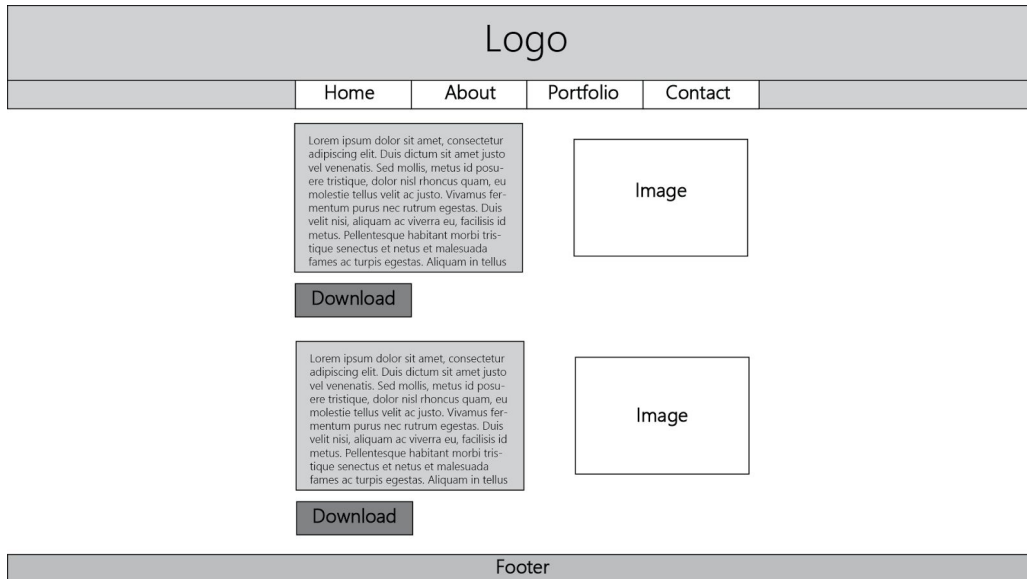 Logo
Home About Portfolio Contact
Lorem ipsum dolor sit amet, consectetur
adipiscing elit. Duis dictum sit amet justo
vel venenatis. Sed mollis, metus id posu-
ere tristique, dolor nisl rhoncus quam, eu
molestie tellus velit ac justo. Vivamus fer-
mentum purus nec rutrum egestas. Duis
velit nisi, aliquam ac viverra eu, facilisis id
metus. Pellentesque habitant morbi tris-
tique senectus et netus et malesuada
fames ac turpis egestas. Aliquam in tellus
Image
Download
Lorem ipsum dolor sit amet, consectetur
adipiscing elit. Duis dictum sit amet justo
vel venenatis. Sed mollis, metus id posu-
ere tristique, dolor nisl rhoncus quam, eu
molestie tellus velit ac justo. Vivamus fer-
mentum purus nec rutrum egestas. Duis
velit nisi, aliquam ac viverra eu, facilisis id
metus. Pellentesque habitant morbi tris-
tique senectus et netus et malesuada
fames ac turpis egestas. Aliquam in tellus
Image
Download
Footer